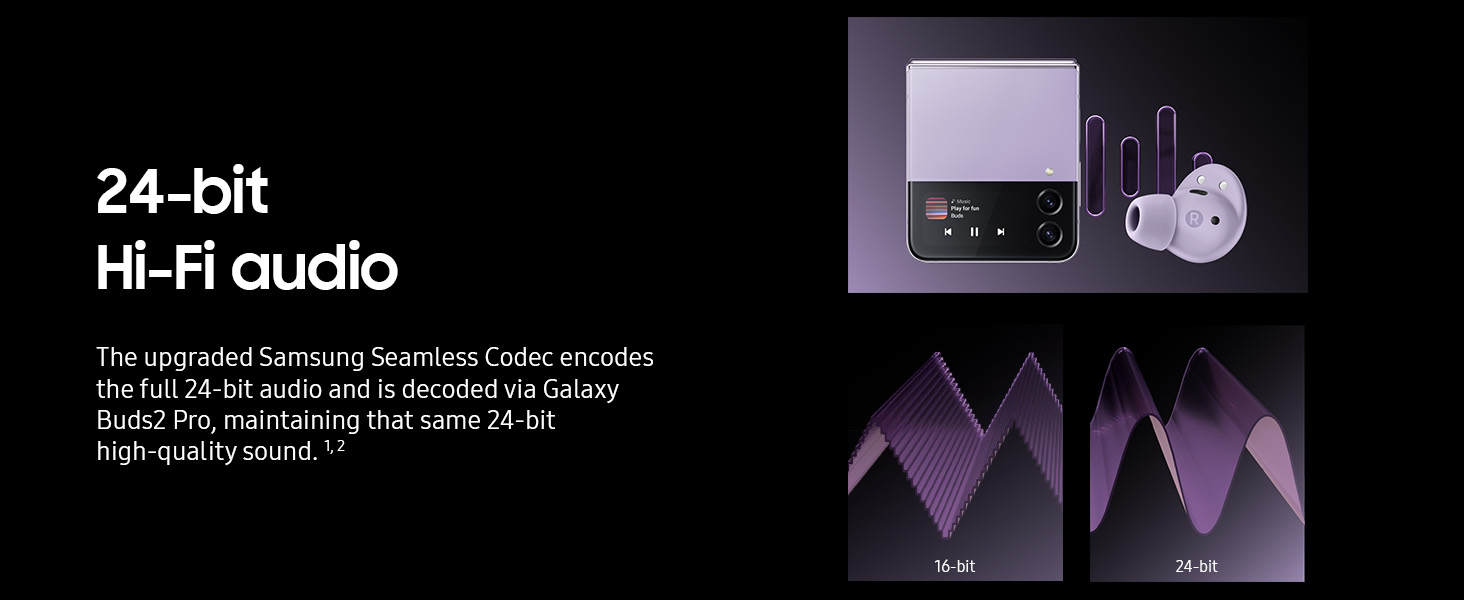 24-bit
Hi-Fi audio
The upgraded Samsung Seamless Codec encodes
the full 24-bit audio and is decoded via Galaxy
Buds2 Pro, maintaining that same 24-bit
high-quality sound. 1,2
Music
Play for fun
Buds
R
16-bit
24-bit